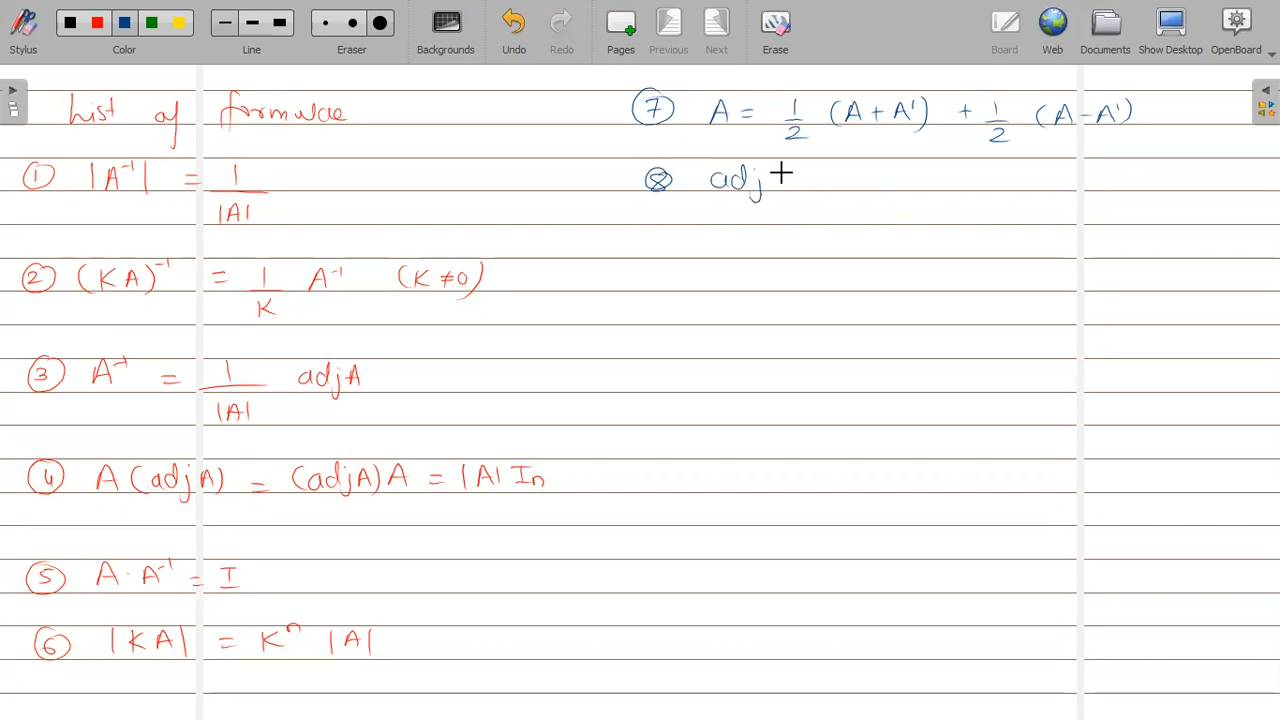 Stylus Color Line Eraser Backgrounds Undo Redo Pages Previous Next Erase Board Web Documents Show Desktop OpenBoard
List of formulae
① |A⁻¹| = 1/|A|
② (KA)⁻¹ = 1/K A⁻¹ (K ≠ 0)
③ A⁻¹ = 1/|A| adjA
④ A(adjA) = (adjA)A = |A| In
⑤ A·A⁻¹ = I
⑥ |KA| = Kⁿ |A|
⑦ A = 1/2 (A + A') + 1/2 (A - A')
⑧ adj